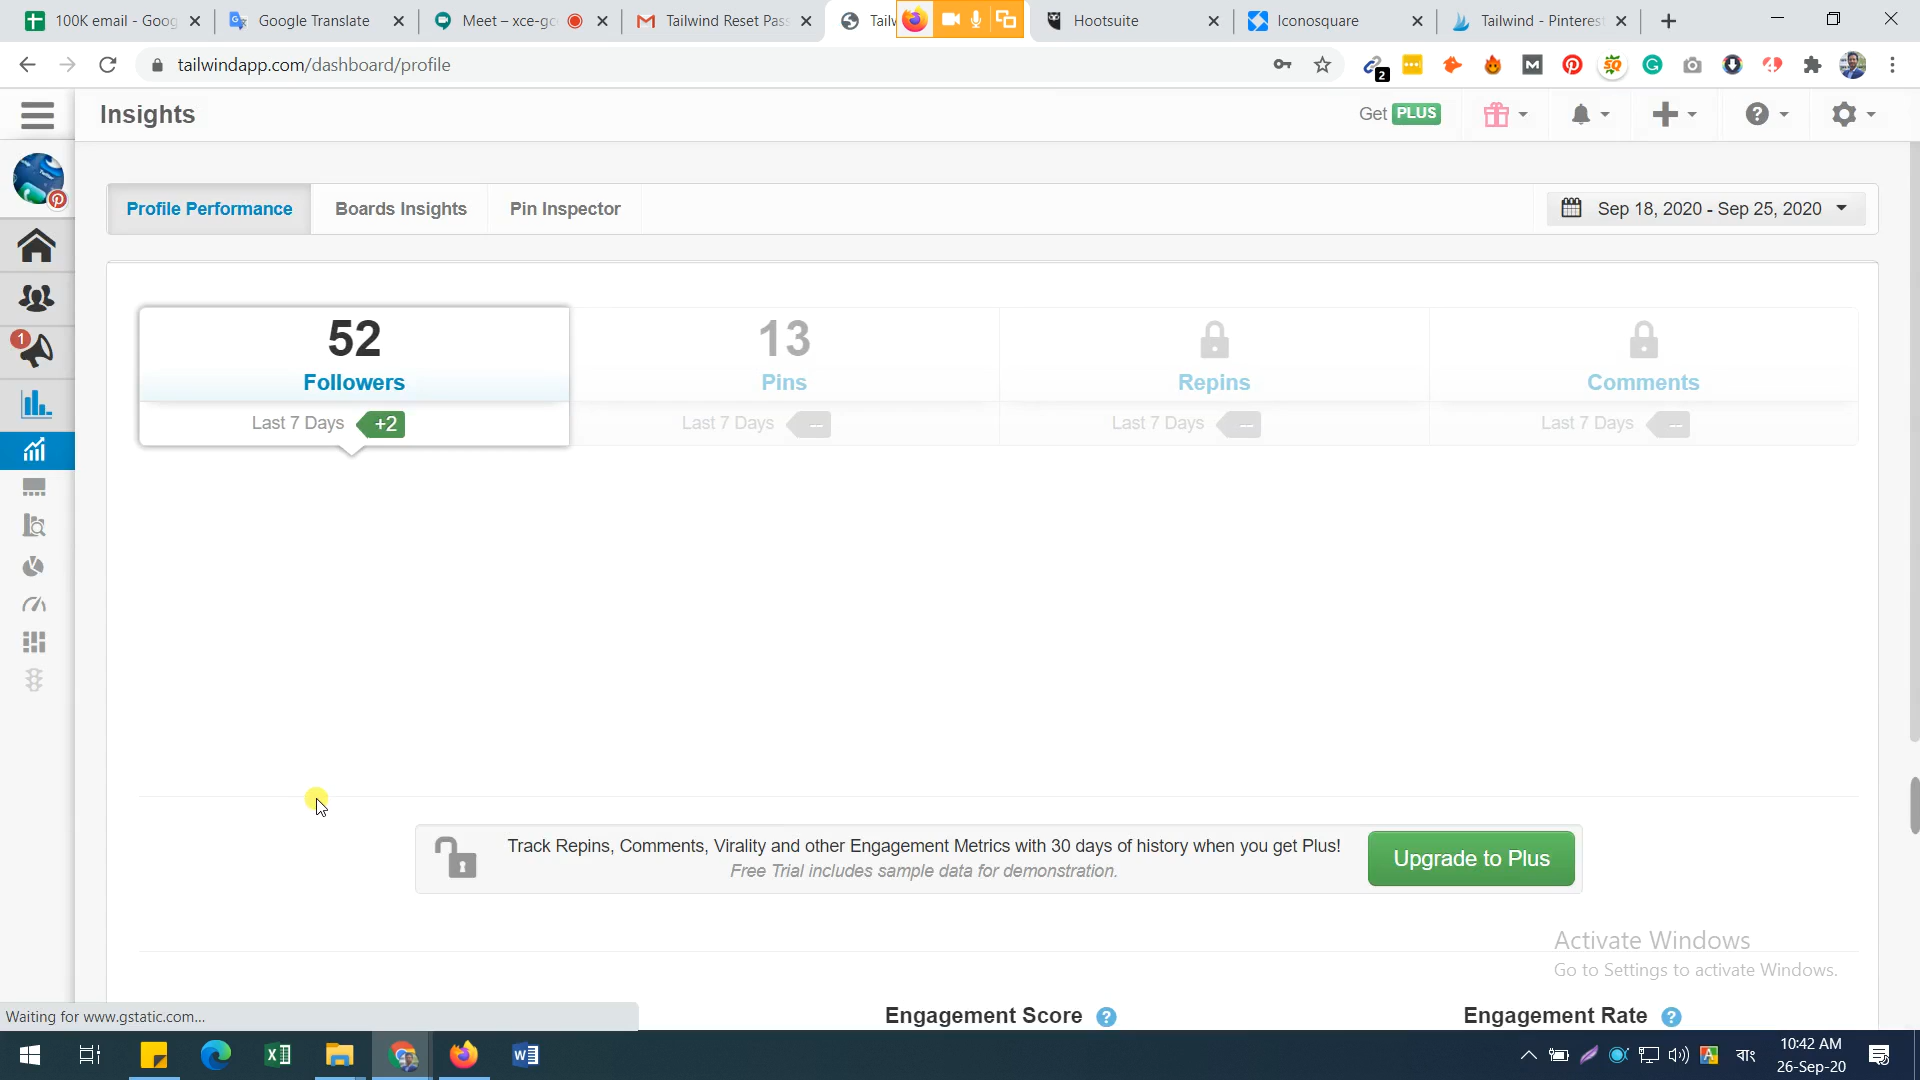 100K email - Goog
Google Translate
Meet – xce-go
Tailwind Reset Pass
Tailw
Hootsuite
Iconosquare
Tailwind - Pinterest
tailwindapp.com/dashboard/profile
2
Insights
Get PLUS
Profile Performance
Boards Insights
Pin Inspector
Sep 18, 2020 - Sep 25, 2020
1
52
Followers
Last 7 Days +2
13
Pins
Last 7 Days --
Repins
Last 7 Days --
Comments
Last 7 Days --
Track Repins, Comments, Virality and other Engagement Metrics with 30 days of history when you get Plus!
Free Trial includes sample data for demonstration.
Upgrade to Plus
Activate Windows
Go to Settings to activate Windows.
Engagement Score ?
Engagement Rate ?
Waiting for www.gstatic.com...
বাং
10:42 AM
26-Sep-20